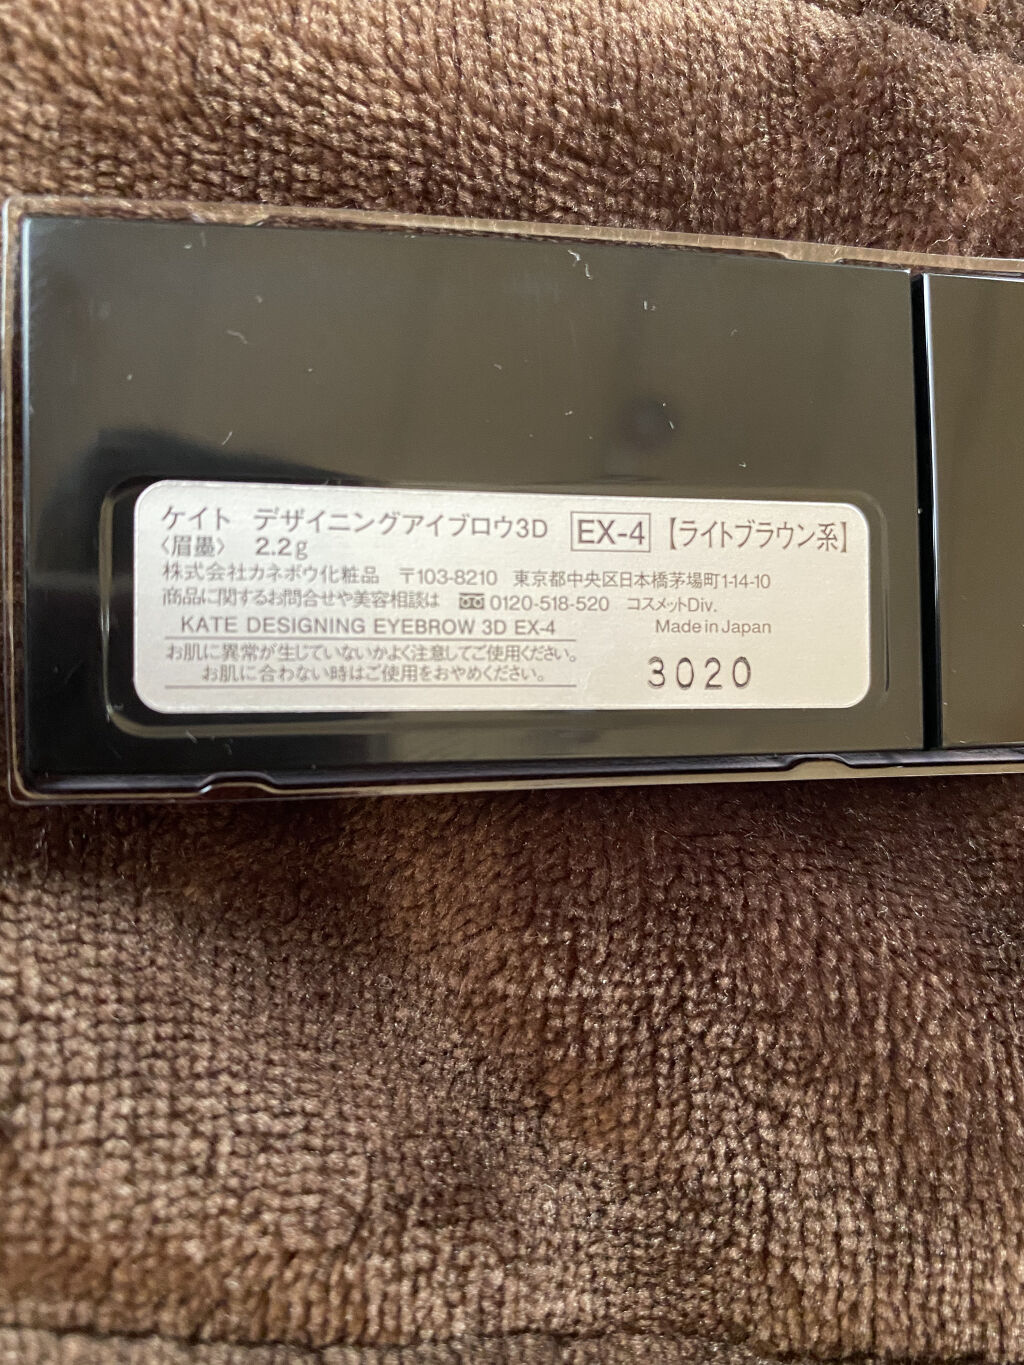 ケイト デザイニングアイブロウ3D EX-4 【ライトブラウン系】
〈眉墨〉 2.2g
株式会社カネボウ化粧品 〒103-8210 東京都中央区日本橋茅場町1-14-10
商品に関するお問合せや美容相談は 0120-518-520 コスメットDiv.
KATE DESIGNING EYEBROW 3D EX-4 Made in Japan
お肌に異常が生じていないかよく注意してご使用ください。
お肌に合わない時はご使用をおやめください。
3020